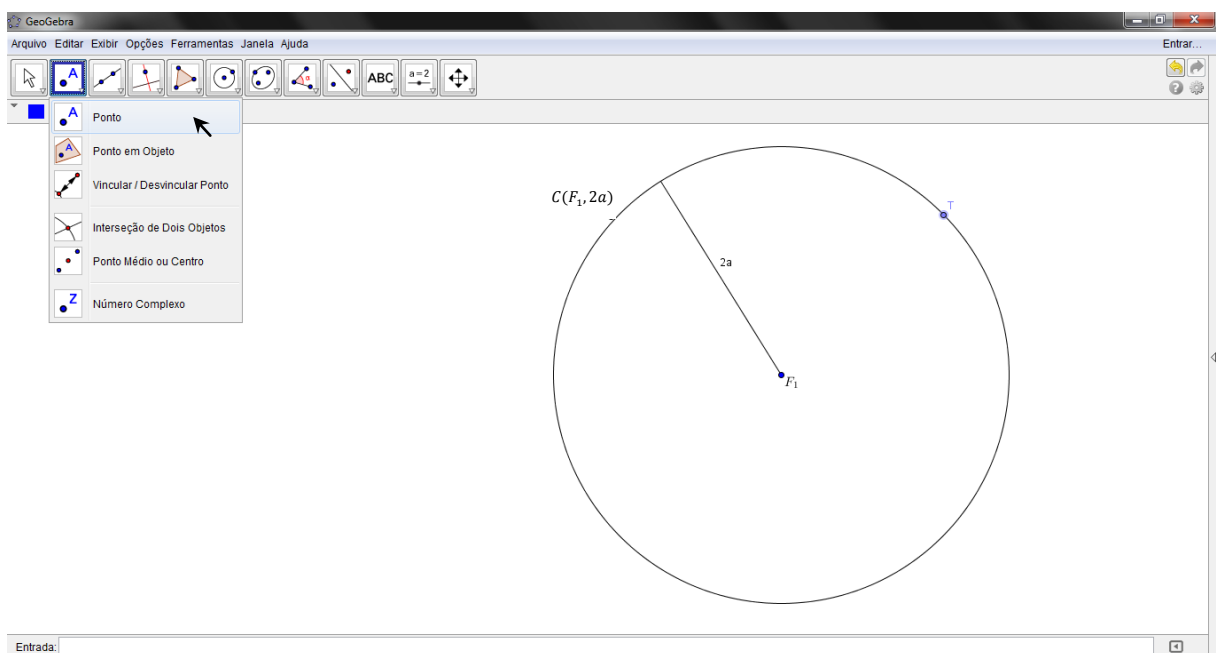 GeoGebra
Arquivo Editar Exibir Opções Ferramentas Janela Ajuda
Entrar...
A
ABC
a=2
α
A Ponto
A Ponto em Objeto
Vincular / Desvincular Ponto
Interseção de Dois Objetos
Ponto Médio ou Centro
Z Número Complexo
C(F₁, 2a)
T
2a
F₁
Entrada: